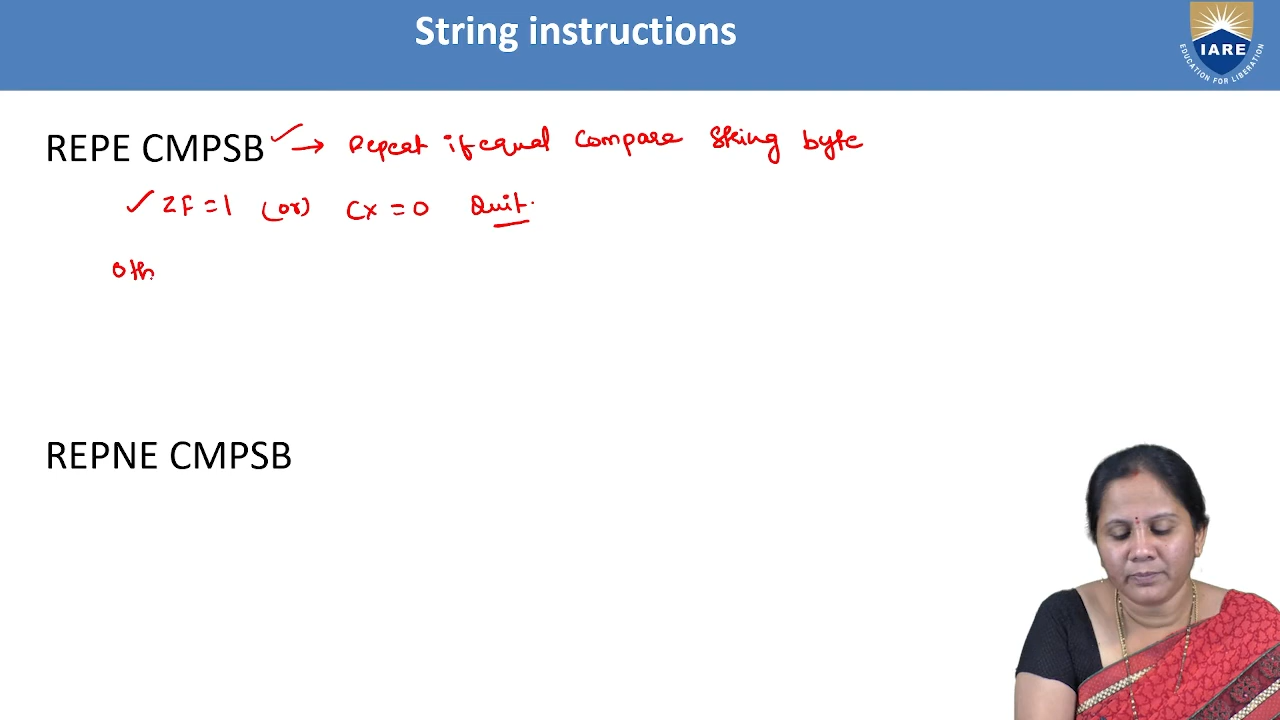 String instructions
IARE
EDUCATION FOR LIBERATION
REPE CMPSB ✓ → Repeat if equal Compare String byte
✓ ZF = 1 (or) CX = 0 Quit.
Oth
REPNE CMPSB